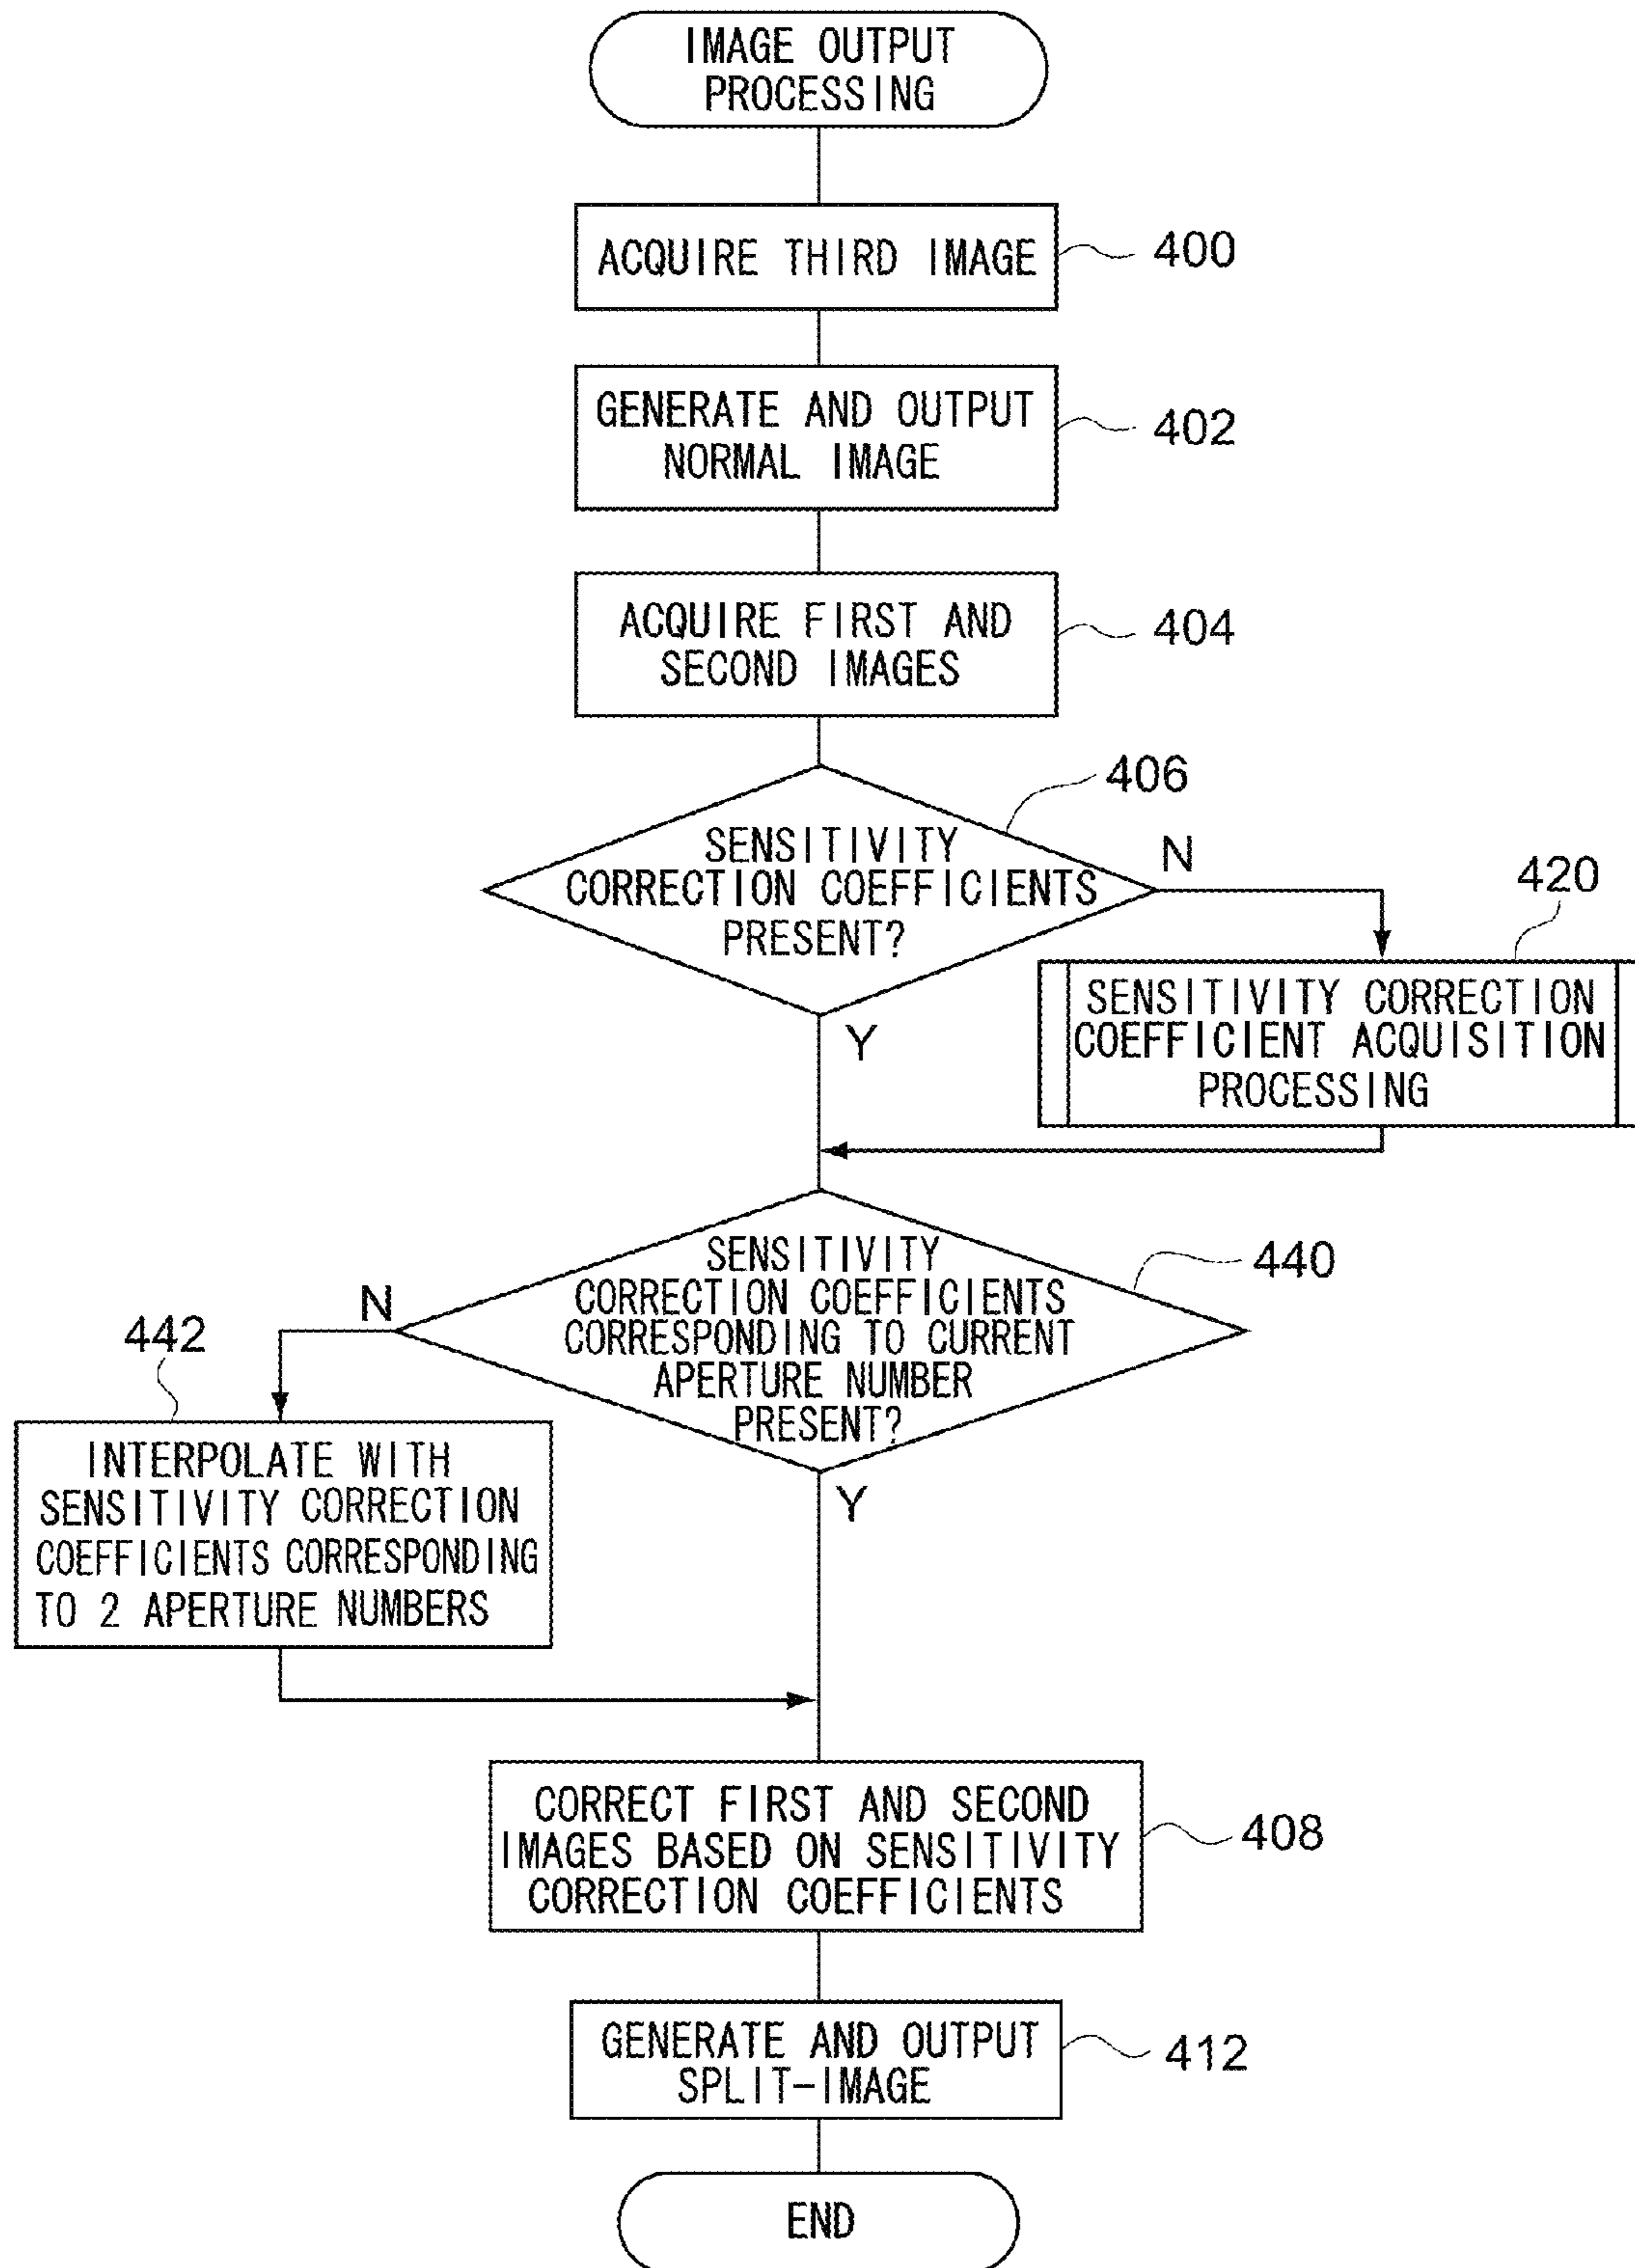 IMAGE OUTPUT
PROCESSING
ACQUIRE THIRD IMAGE
400
GENERATE AND OUTPUT
NORMAL IMAGE
402
ACQUIRE FIRST AND
SECOND IMAGES
404
406
SENSITIVITY
CORRECTION COEFFICIENTS
PRESENT?
N
Y
420
SENSITIVITY CORRECTION
COEFFICIENT ACQUISITION
PROCESSING
440
SENSITIVITY
CORRECTION COEFFICIENTS
CORRESPONDING TO CURRENT
APERTURE NUMBER
PRESENT?
N
Y
442
INTERPOLATE WITH
SENSITIVITY CORRECTION
COEFFICIENTS CORRESPONDING
TO 2 APERTURE NUMBERS
CORRECT FIRST AND SECOND
IMAGES BASED ON SENSITIVITY
CORRECTION COEFFICIENTS
408
GENERATE AND OUTPUT
SPLIT-IMAGE
412
END